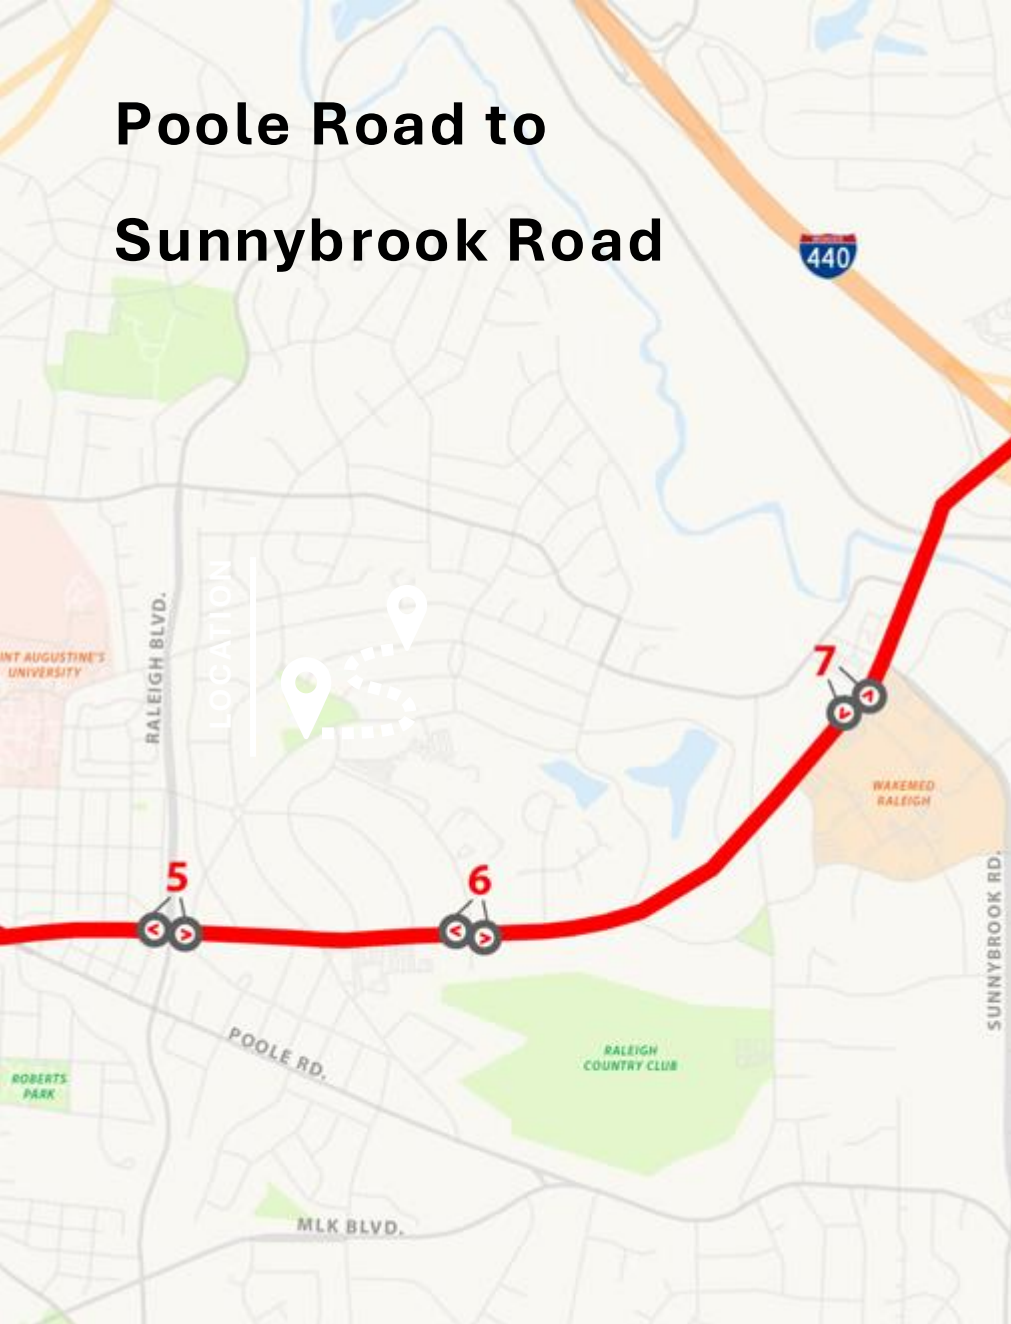 Poole Road to
Sunnybrook Road
440
LOCATION
RALEIGH BLVD.
INT AUGUSTINE'S
UNIVERSITY
7
WAKEMED
RALEIGH
5
6
SUNNYBROOK RD.
POOLE RD.
RALEIGH
COUNTRY CLUB
ROBERTS
PARK
MLK BLVD.